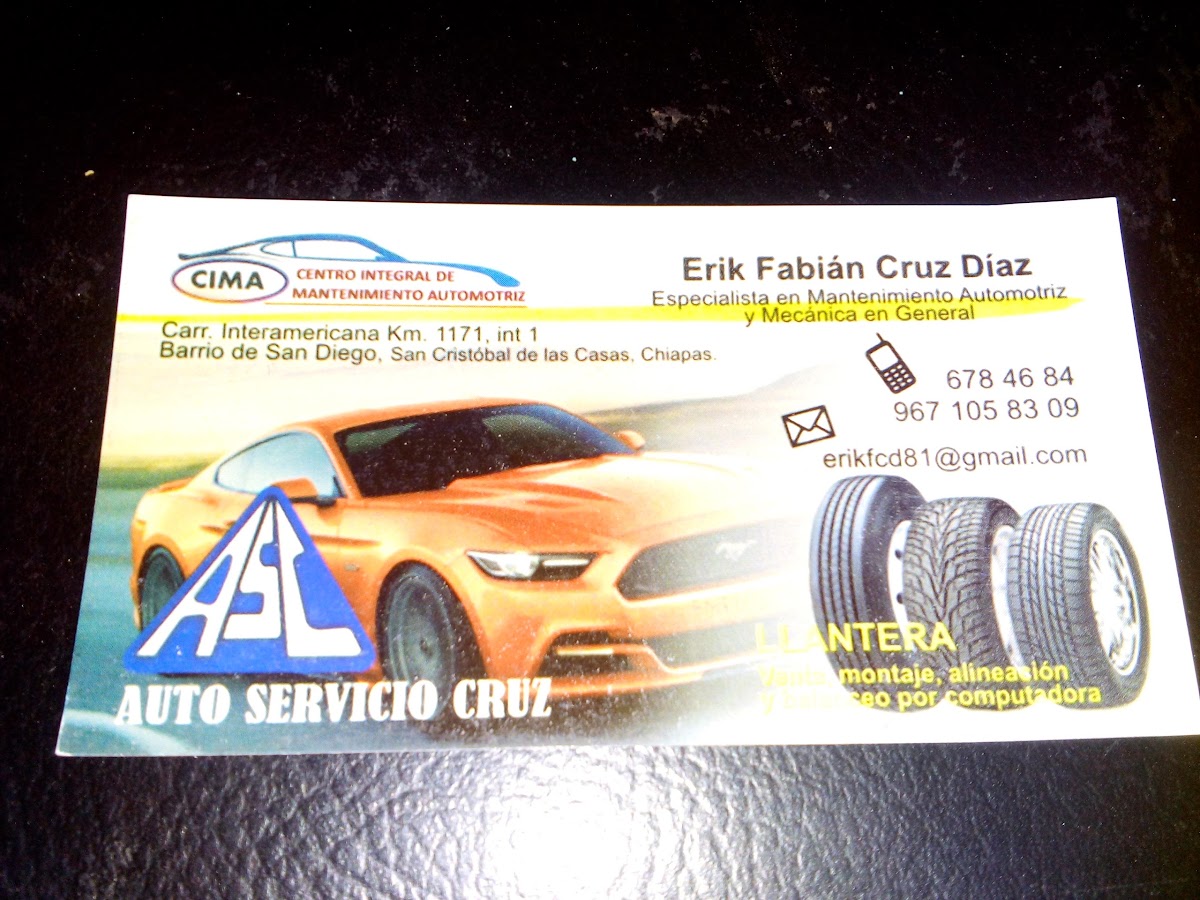 CIMA
CENTRO INTEGRAL DE
MANTENIMIENTO AUTOMOTRIZ
Carr. Interamericana Km. 1171, int 1
Barrio de San Diego, San Cristóbal de las Casas, Chiapas.
Erik Fabián Cruz Díaz
Especialista en Mantenimiento Automotriz
y Mecánica en General
678 46 84
967 105 83 09
erikfcd81@gmail.com
ASC
AUTO SERVICIO CRUZ
LLANTERA
Venta, montaje, alineación
y balanceo por computadora